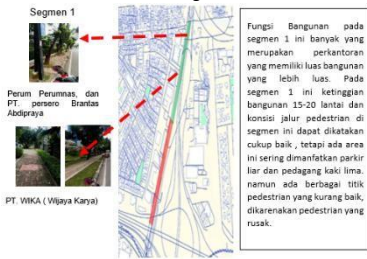 Segmen 1
Perum Perumnas, dan
PT. persero Brantas
Abdipraya
PT. WIKA ( Wijaya Karya)
Fungsi Bangunan pada
segmen 1 ini banyak yang
merupakan perkantoran
yang memiliki luas bangunan
yang lebih luas. Pada
segmen 1 ini ketinggian
bangunan 15-20 lantai dan
konsisi jalur pedestrian di
segmen ini dapat dikatakan
cukup baik , tetapi ada area
ini sering dimanfatkan parkir
liar dan pedagang kaki lima.
namun ada berbagai titik
pedestrian yang kurang baik,
dikarenakan pedestrian yang
rusak.